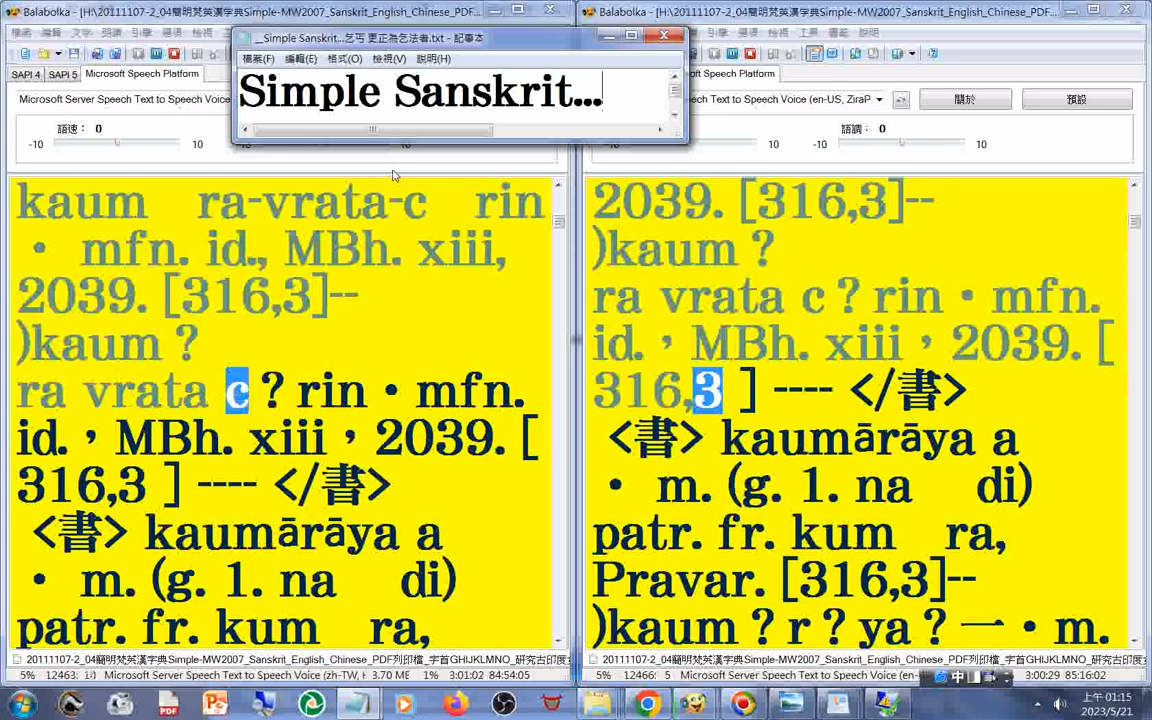 Balabolka - [H:\20111107-2_04簡明梵英漢字典Simple-MW2007_Sanskrit_English_Chinese_PDF...
Balabolka - [H:\20111107-2_04簡明梵英漢字典Simple-MW2007_Sanskrit_English_Chinese_PDF...
__Simple Sanskrit...乞丐 更正為乞法者.txt - 記事本
檔案(F) 編輯(E) 格式(O) 檢視(V) 說明(H)
Simple Sanskrit...
SAPI 4 SAPI 5 Microsoft Speech Platform
Microsoft Server Speech Text to Speech Voice
ech Text to Speech Voice (en-US, ZiraP
關於
預設
語速： 0
-10 10
語調： 0
-10 10
kaum ra-vrata-c rin
• mfn. id., MBh. xiii,
2039. [316,3]--
)kaum ?
ra vrata c ? rin • mfn.
id. , MBh. xiii , 2039. [
316,3 ] ---- </書>
<書> kaumārāya a
• m. (g. 1. na di)
patr. fr. kum ra,
2039. [316,3]--
)kaum ?
ra vrata c ? rin • mfn.
id. , MBh. xiii , 2039. [
316,3 ] ---- </書>
<書> kaumārāya a
• m. (g. 1. na di)
patr. fr. kum ra,
Pravar. [316,3]--
)kaum ? r ? ya ? 一 • m.
20111107-2_04簡明梵英漢字典Simple-MW2007_Sanskrit_English_Chinese_PDF列印檔_字首GHIJKLMNO_研究古印度
20111107-2_04簡明梵英漢字典Simple-MW2007_Sanskrit_English_Chinese_PDF列印檔_字首GHIJKLMNO_研究古印度
5% Microsoft Server Speech Text to Speech Voice (zh-TW, 3.70 ME 1% 3:01:02 84:54:05
5% Microsoft Server Speech Text to Speech Voice 3:00:29 85:16:02
中
上午 01:15
2023/5/21